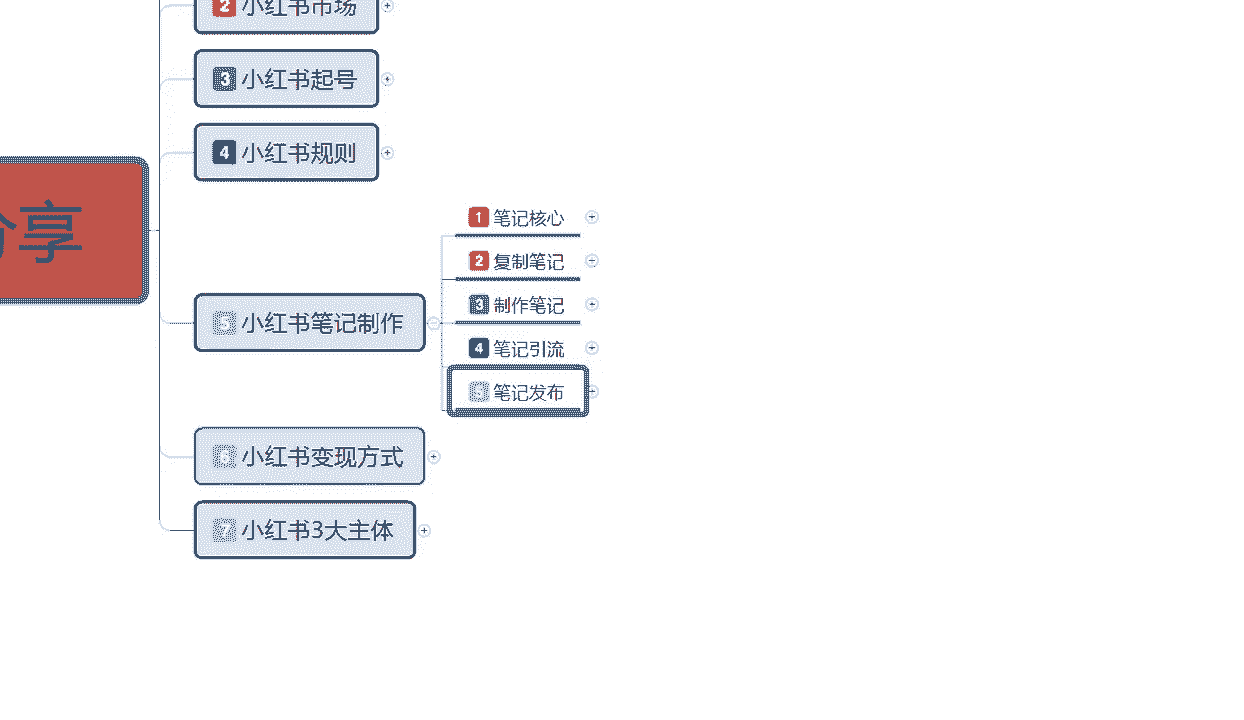 2 小红书市场
3 小红书起号
4 小红书规则
分享
5 小红书笔记制作
1 笔记核心
2 复制笔记
3 制作笔记
4 笔记引流
5 笔记发布
6 小红书变现方式
7 小红书3大主体